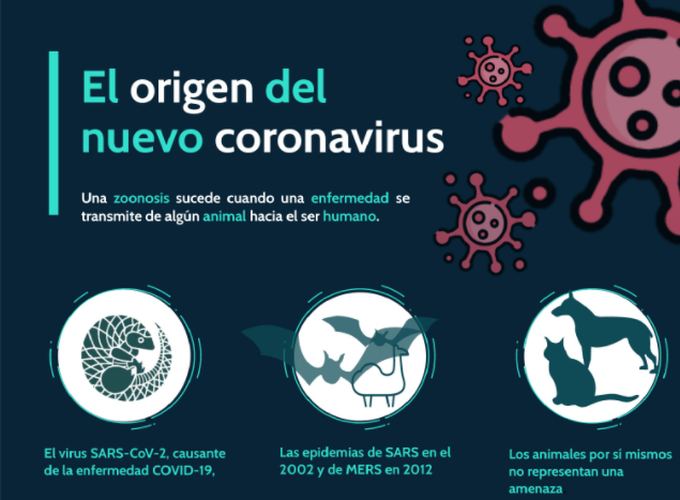 El origen del
nuevo coronavirus
Una zoonosis sucede cuando una enfermedad se
transmite de algún animal hacia el ser humano.
El virus SARS-CoV-2, causante
de la enfermedad COVID-19,
Las epidemias de SARS en el
2002 y de MERS en 2012
Los animales por sí mismos
no representan una
amenaza